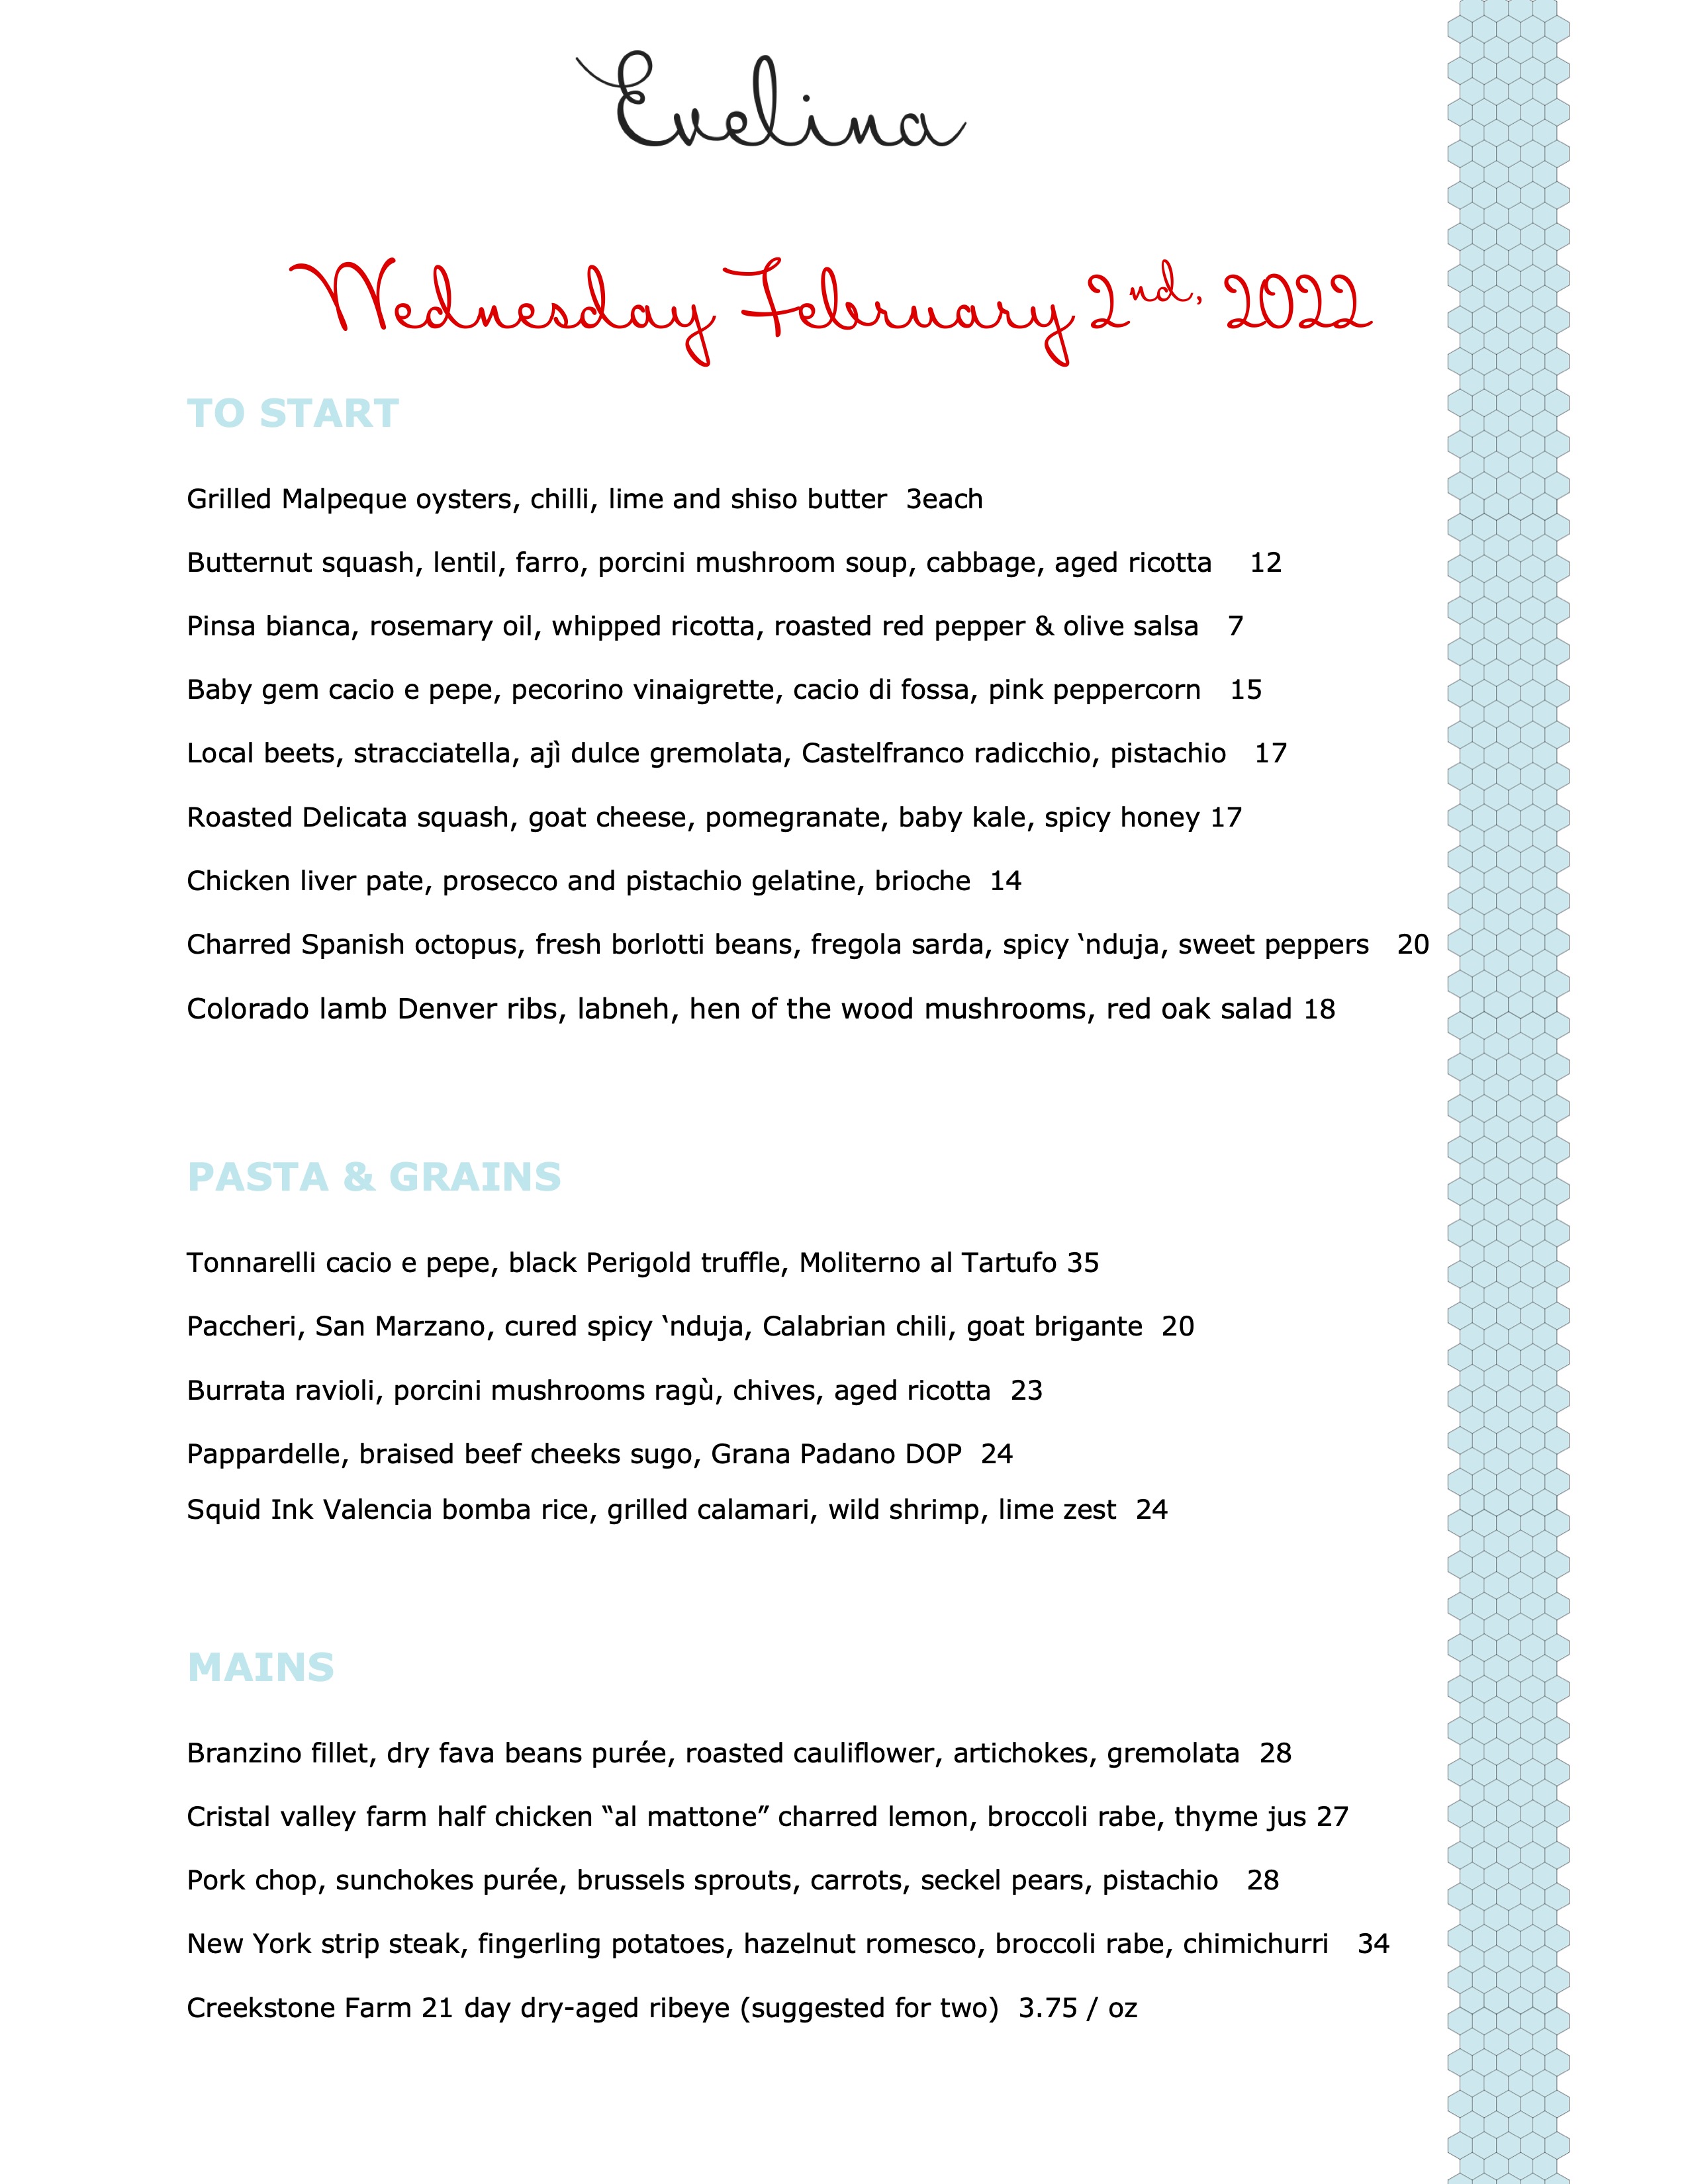 Evelina
Wednesday February 2nd, 2022
TO START
Grilled Malpeque oysters, chilli, lime and shiso butter  3each
Butternut squash, lentil, farro, porcini mushroom soup, cabbage, aged ricotta    12
Pinsa bianca, rosemary oil, whipped ricotta, roasted red pepper & olive salsa   7
Baby gem cacio e pepe, pecorino vinaigrette, cacio di fossa, pink peppercorn   15
Local beets, stracciatella, ajì dulce gremolata, Castelfranco radicchio, pistachio   17
Roasted Delicata squash, goat cheese, pomegranate, baby kale, spicy honey 17
Chicken liver pate, prosecco and pistachio gelatine, brioche  14
Charred Spanish octopus, fresh borlotti beans, fregola sarda, spicy ‘nduja, sweet peppers   20
Colorado lamb Denver ribs, labneh, hen of the wood mushrooms, red oak salad 18
PASTA & GRAINS
Tonnarelli cacio e pepe, black Perigold truffle, Moliterno al Tartufo 35
Paccheri, San Marzano, cured spicy ‘nduja, Calabrian chili, goat brigante  20
Burrata ravioli, porcini mushrooms ragù, chives, aged ricotta  23
Pappardelle, braised beef cheeks sugo, Grana Padano DOP  24
Squid Ink Valencia bomba rice, grilled calamari, wild shrimp, lime zest  24
MAINS
Branzino fillet, dry fava beans purée, roasted cauliflower, artichokes, gremolata  28
Cristal valley farm half chicken “al mattone” charred lemon, broccoli rabe, thyme jus 27
Pork chop, sunchokes purée, brussels sprouts, carrots, seckel pears, pistachio   28
New York strip steak, fingerling potatoes, hazelnut romesco, broccoli rabe, chimichurri   34
Creekstone Farm 21 day dry-aged ribeye (suggested for two)  3.75 / oz